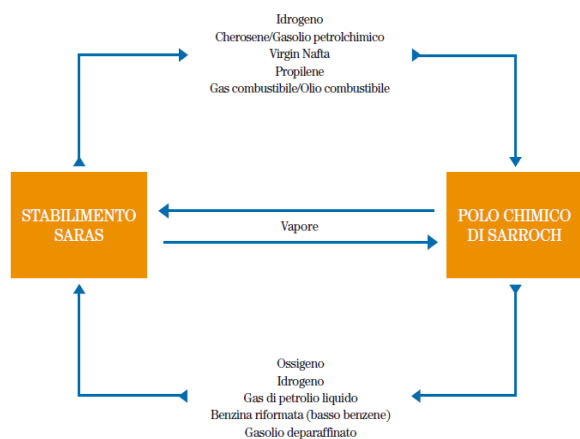 Idrogeno
Cherosene/Gasolio petrolchimico
Virgin Nafta
Propilene
Gas combustibile/Olio combustibile
STABILIMENTO
SARAS
Vapore
POLO CHIMICO
DI SARROCH
Ossigeno
Idrogeno
Gas di petrolio liquido
Benzina riformata (basso benzene)
Gasolio deparaffinato